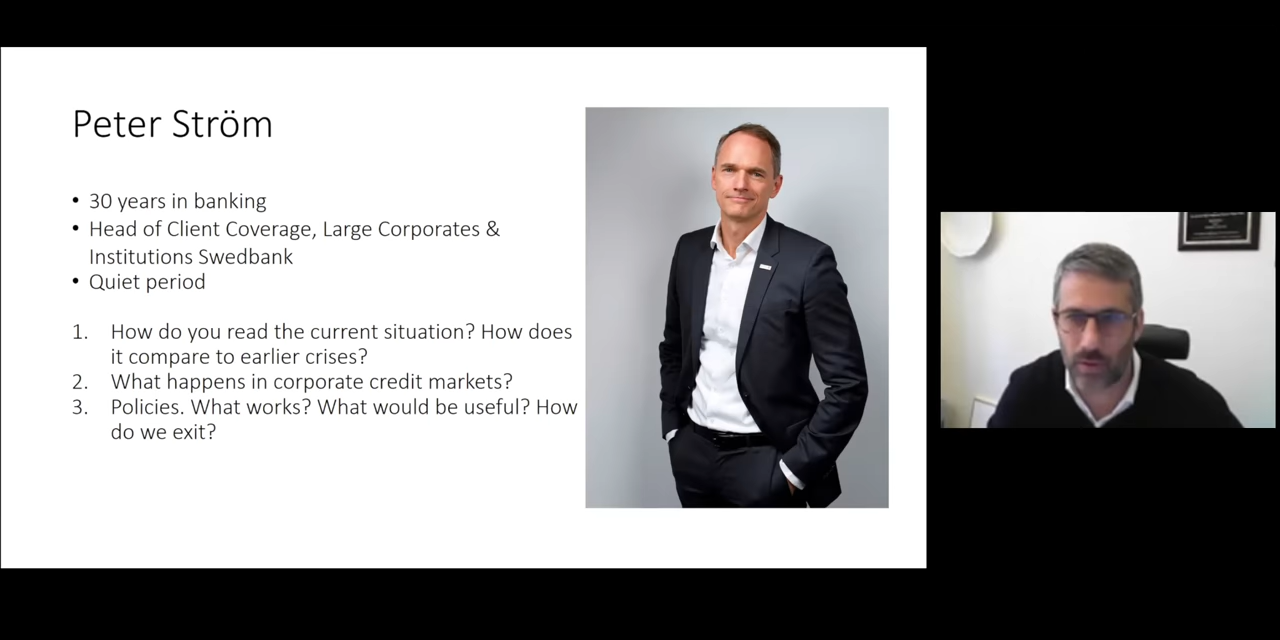 Peter Ström
• 30 years in banking
• Head of Client Coverage, Large Corporates &
Institutions Swedbank
• Quiet period
1. How do you read the current situation? How does
it compare to earlier crises?
2. What happens in corporate credit markets?
3. Policies. What works? What would be useful? How
do we exit?